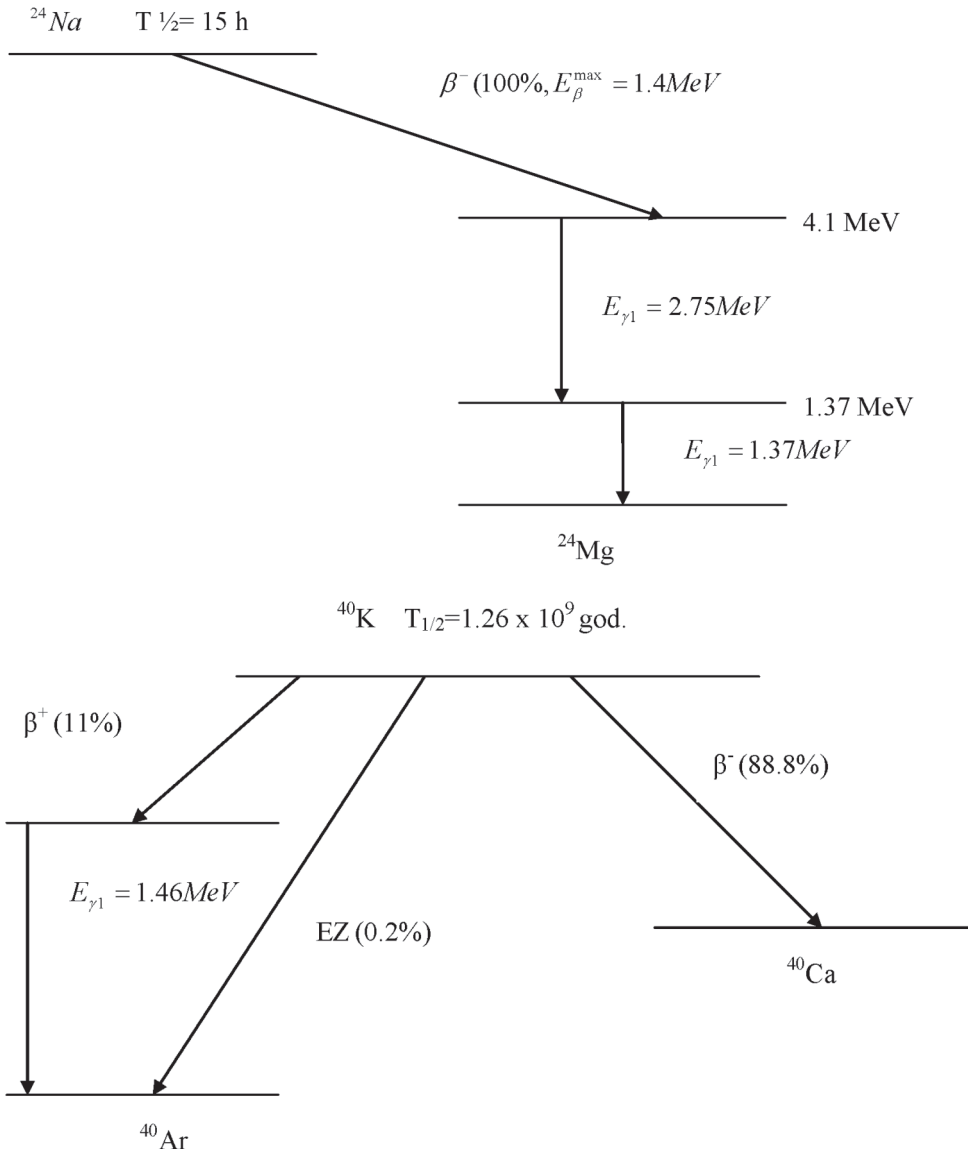 ²⁴Na T ½= 15 h
β⁻(100%, E_β^max = 1.4MeV
4.1 MeV
E_γ1 = 2.75MeV
1.37 MeV
E_γ1 = 1.37MeV
²⁴Mg
⁴⁰K T₁/₂=1.26 x 10⁹ god.
β⁺ (11%)
β⁻ (88.8%)
E_γ1 = 1.46MeV
EZ (0.2%)
⁴⁰Ca
⁴⁰Ar